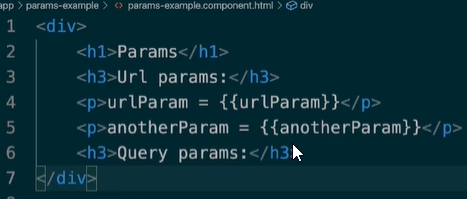 app > params-example > <> params-example.component.html > div
1 <div>
2 <h1>Params</h1>
3 <h3>Url params:</h3>
4 <p>urlParam = {{urlParam}}</p>
5 <p>anotherParam = {{anotherParam}}</p>
6 <h3>Query params:</h3>
7 </div>